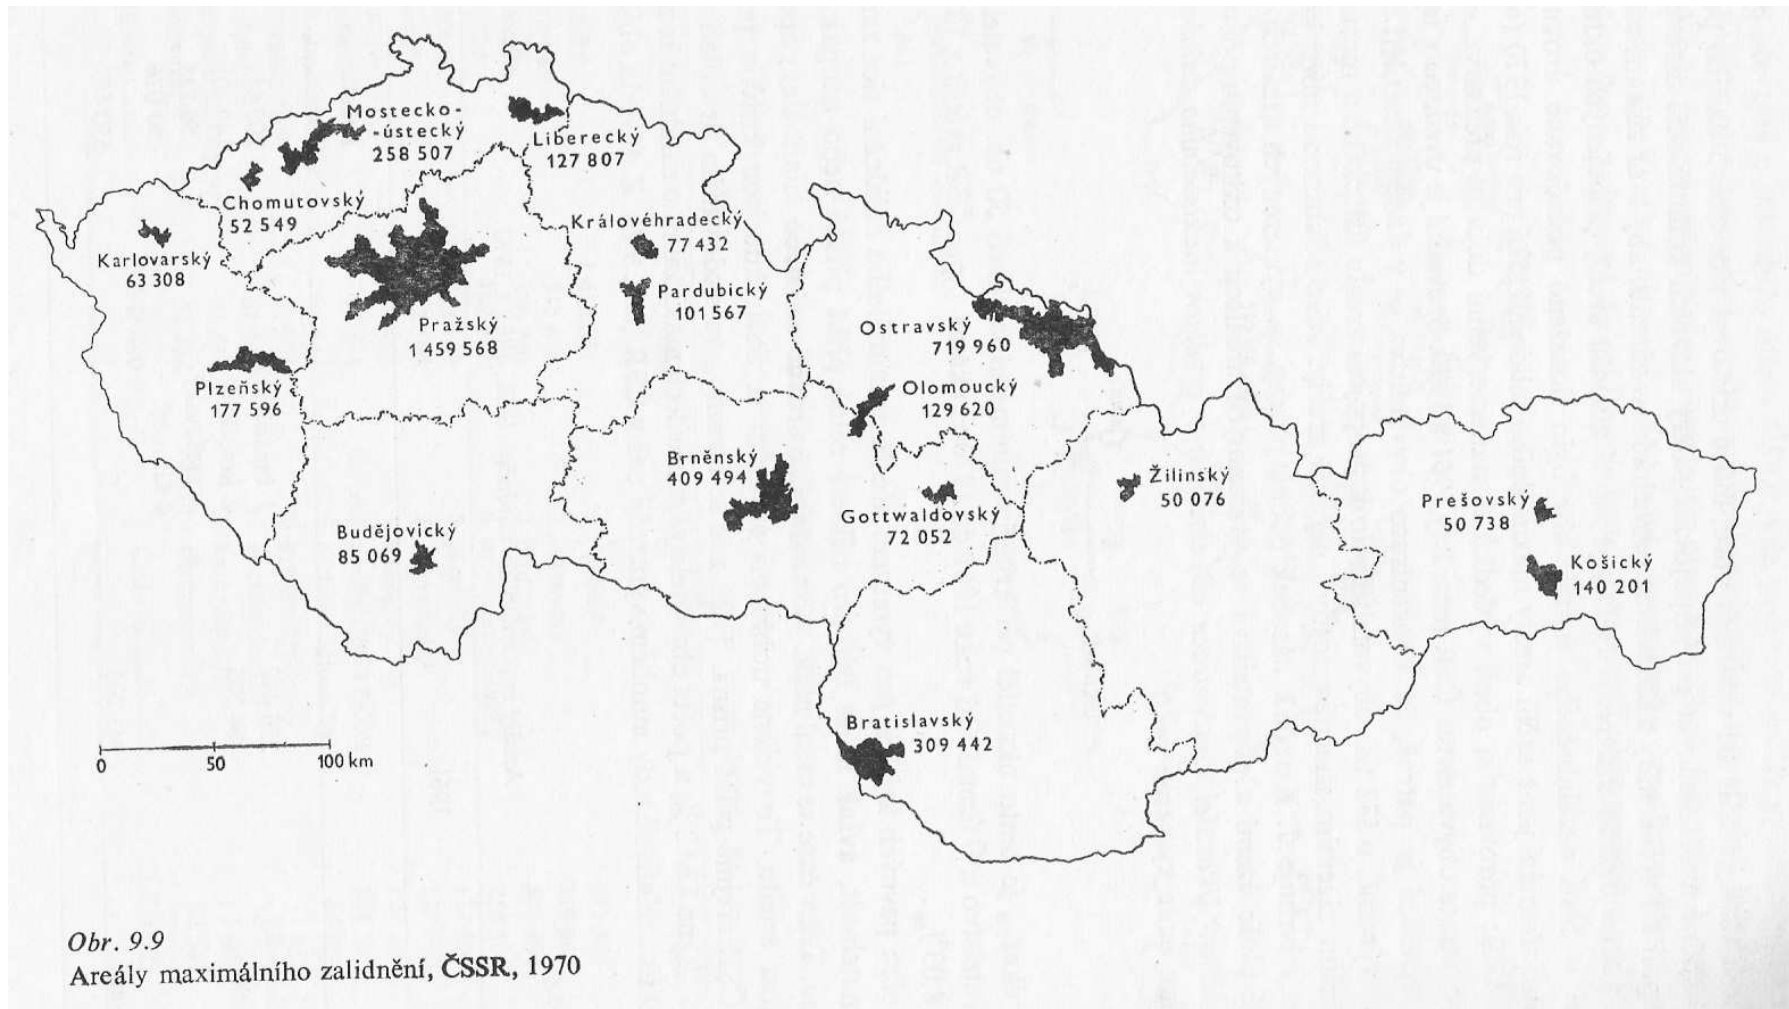 Mostecko-
-ústecký
258 507
Liberecký
127 807
Chomutovský
52 549
Karlovarský
63 308
Královéhradecký
77 432
Pardubický
101 567
Pražský
1 459 568
Plzeňský
177 596
Ostravský
719 960
Olomoucký
129 620
Brněnský
409 494
Gottwaldovský
72 052
Budějovický
85 069
Žilinský
50 076
Prešovský
50 738
Košický
140 201
Bratislavský
309 442
0 50 100 km
Obr. 9.9
Areály maximálního zalidnění, ČSSR, 1970